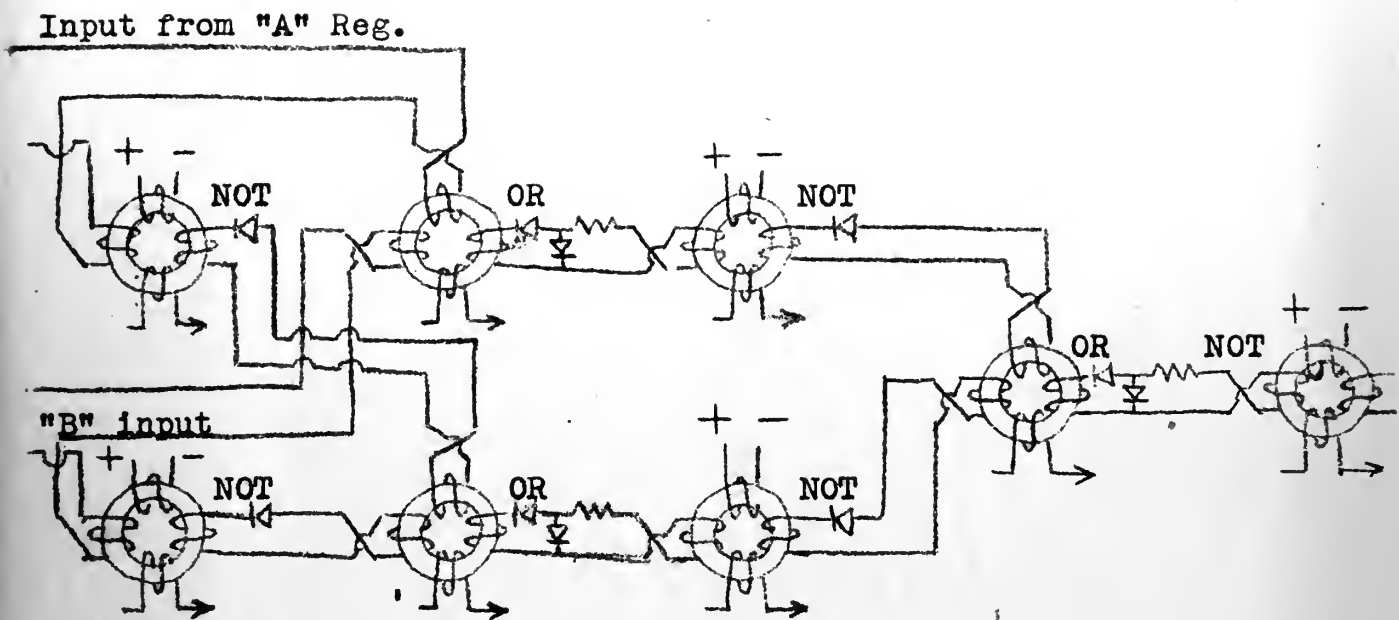 Input from "A" Reg.
+ - NOT
OR
+ - NOT
+ - OR NOT
"B" input
+ - NOT
OR
+ - NOT